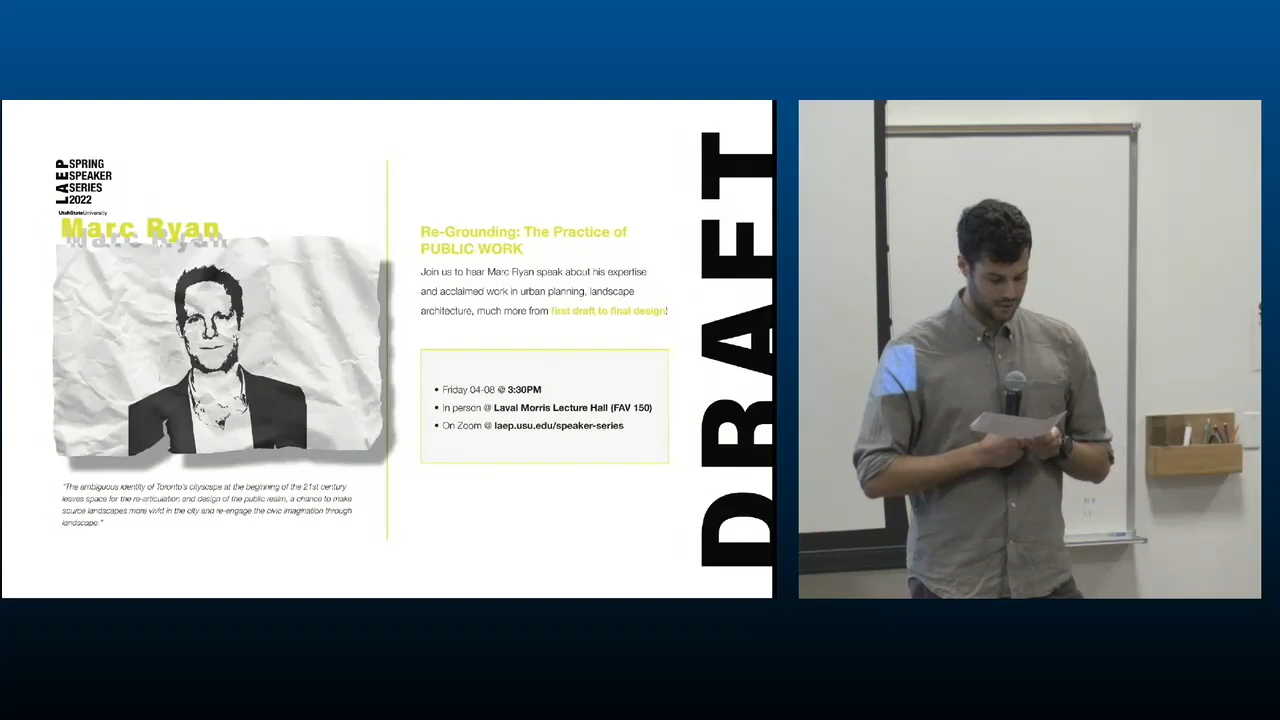 LAEP
SPRING
SPEAKER
SERIES
2022
UtahStateUniversity
Marc Ryan
Marc Ryan
Re-Grounding: The Practice of
PUBLIC WORK
Join us to hear Marc Ryan speak about his expertise
and acclaimed work in urban planning, landscape
architecture, much more from first draft to final design!
• Friday 04-08 @ 3:30PM
• In person @ Laval Morris Lecture Hall (FAV 150)
• On Zoom @ laep.usu.edu/speaker-series
"The ambiguous identity of Toronto's cityscape at the beginning of the 21st century
leaves space for the re-articulation and design of the public realm, a chance to make
source landscapes more vivid in the city and re-engage the civic imagination through
landscape."
DRAFT